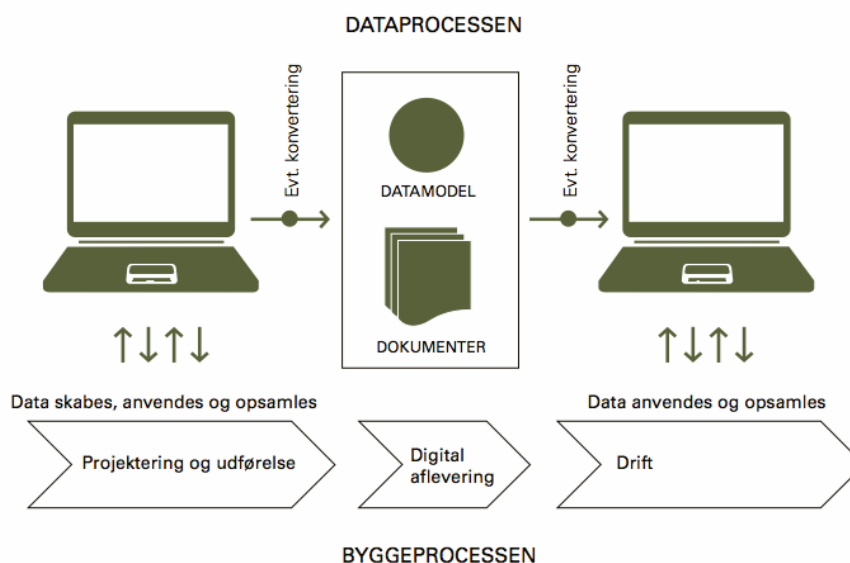 DATAPROCESSEN
Evt. konvertering
DATAMODEL
DOKUMENTER
Evt. konvertering
Data skabes, anvendes og opsamles
Data anvendes og opsamles
Projektering og udførelse
Digital
aflevering
Drift
BYGGEPROCESSEN